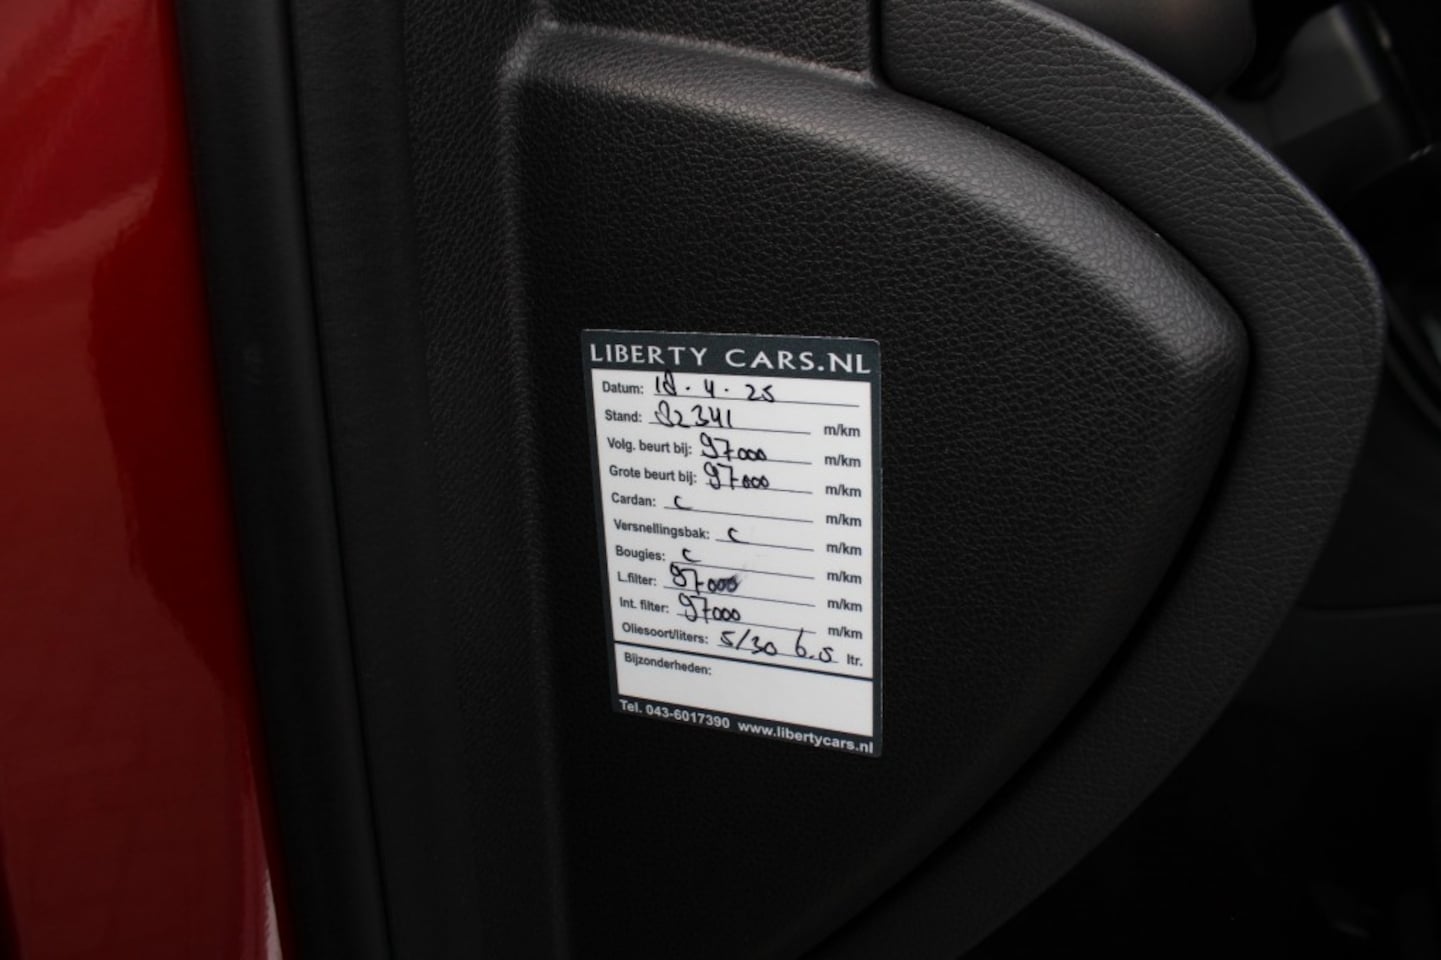 LIBERTY CARS.NL
Datum: 18 . 4 . 25
Stand: 82341 m/km
Volg. beurt bij: 97000 m/km
Grote beurt bij: 97000 m/km
Cardan: C m/km
Versnellingsbak: C m/km
Bougies: C m/km
L.filter: 97000 m/km
Int. filter: 97000 m/km
Oliesoort/liters: 5/30 6.5 ltr.
Bijzonderheden:
Tel. 043-6017390 www.libertycars.nl